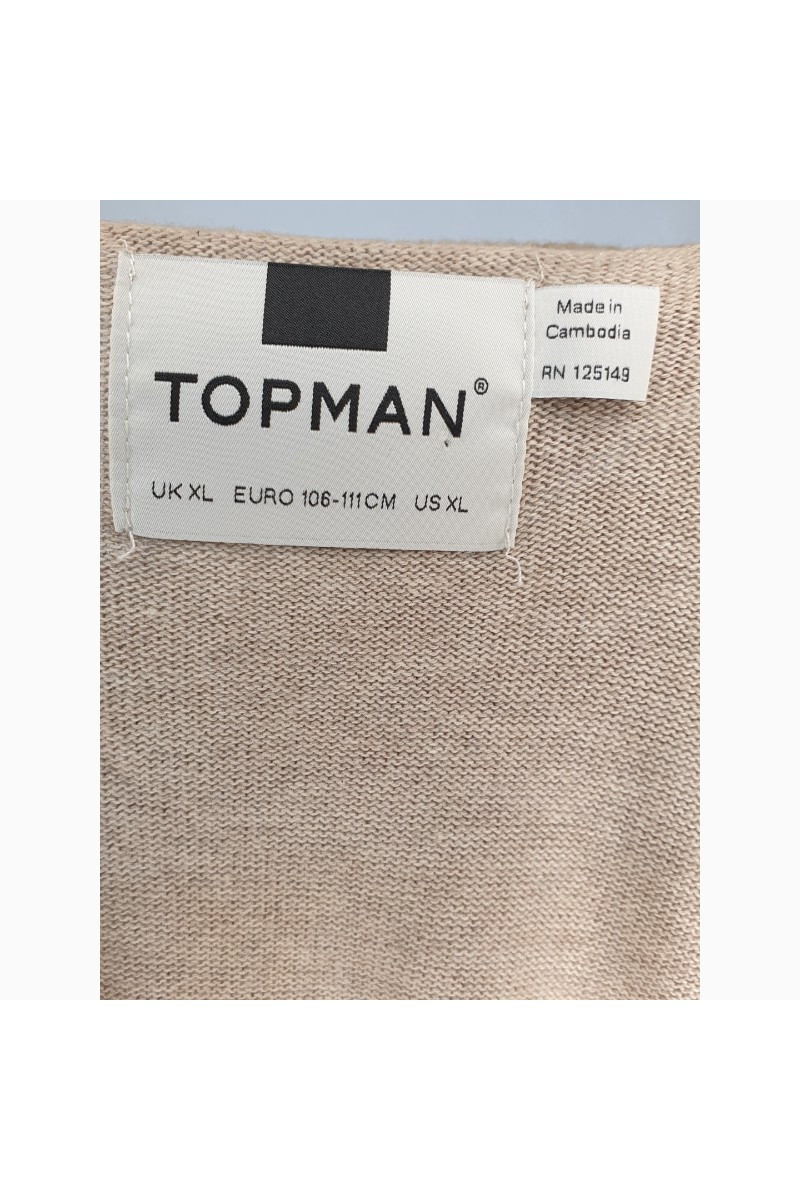 TOPMAN®
UK XL EURO 106-111CM US XL
Made in
Cambodia
RN 125149